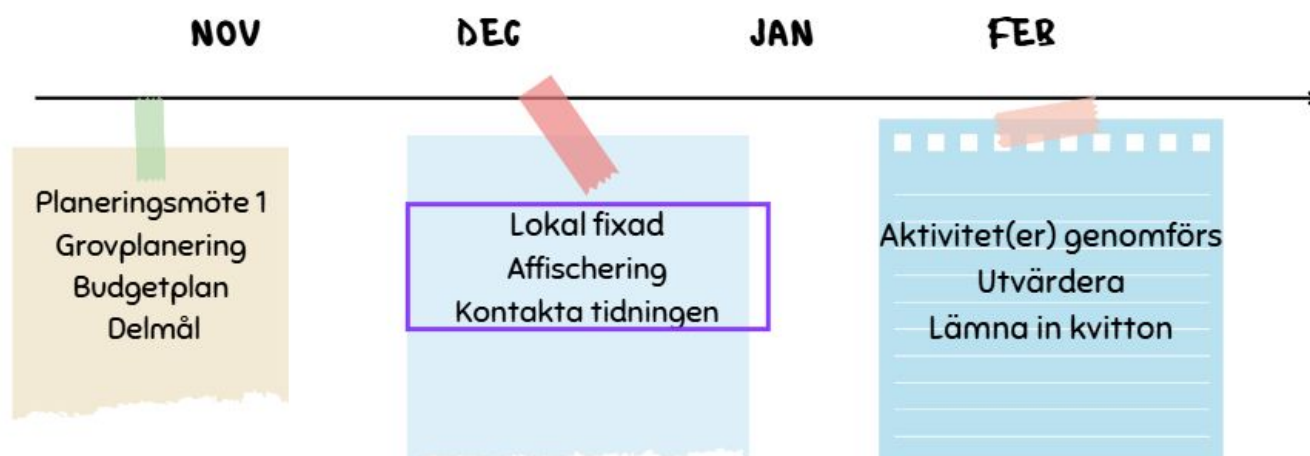 NOV DEC JAN FEB
Planeringsmöte 1
Grovplanering
Budgetplan
Delmål
Lokal fixad
Affischering
Kontakta tidningen
Aktivitet(er) genomförs
Utvärdera
Lämna in kvitton